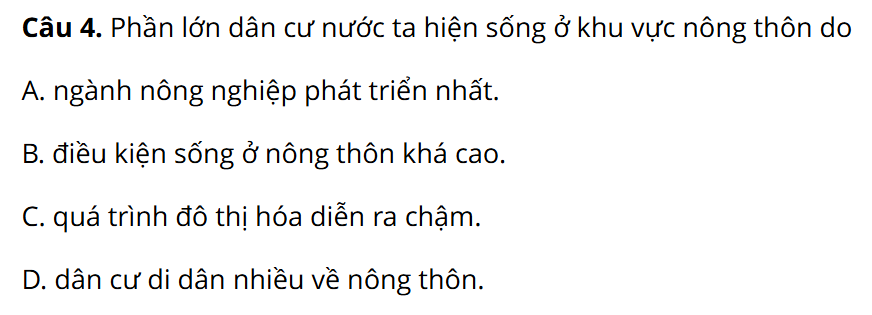 Câu 4. Phần lớn dân cư nước ta hiện sống ở khu vực nông thôn do
A. ngành nông nghiệp phát triển nhất.
B. điều kiện sống ở nông thôn khá cao.
C. quá trình đô thị hóa diễn ra chậm.
D. dân cư di dân nhiều về nông thôn.